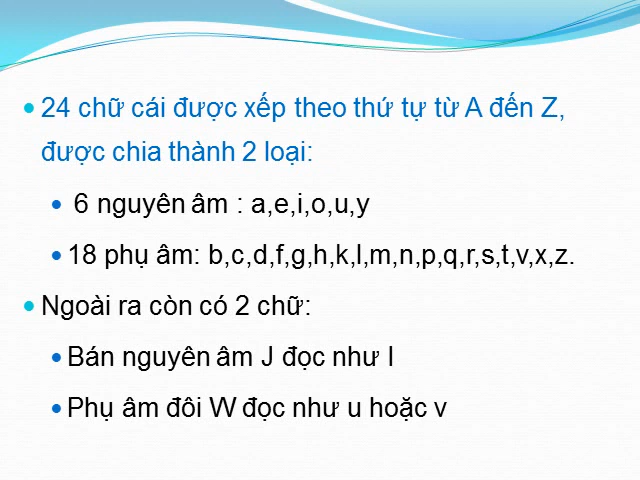 24 chữ cái được xếp theo thứ tự từ A đến Z,
được chia thành 2 loại:
6 nguyên âm : a,e,i,o,u,y
18 phụ âm: b,c,d,f,g,h,k,l,m,n,p,q,r,s,t,v,x,z.
Ngoài ra còn có 2 chữ:
Bán nguyên âm J đọc như I
Phụ âm đôi W đọc như u hoặc v